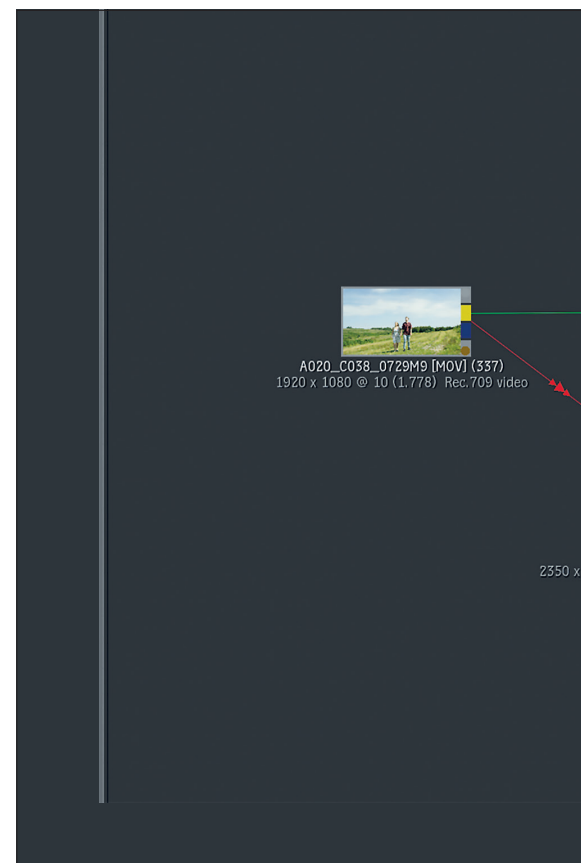 A020_C038_0729M9 [MOV] (337)
1920 x 1080 @ 10 (1.778) Rec.709 video
2350 x